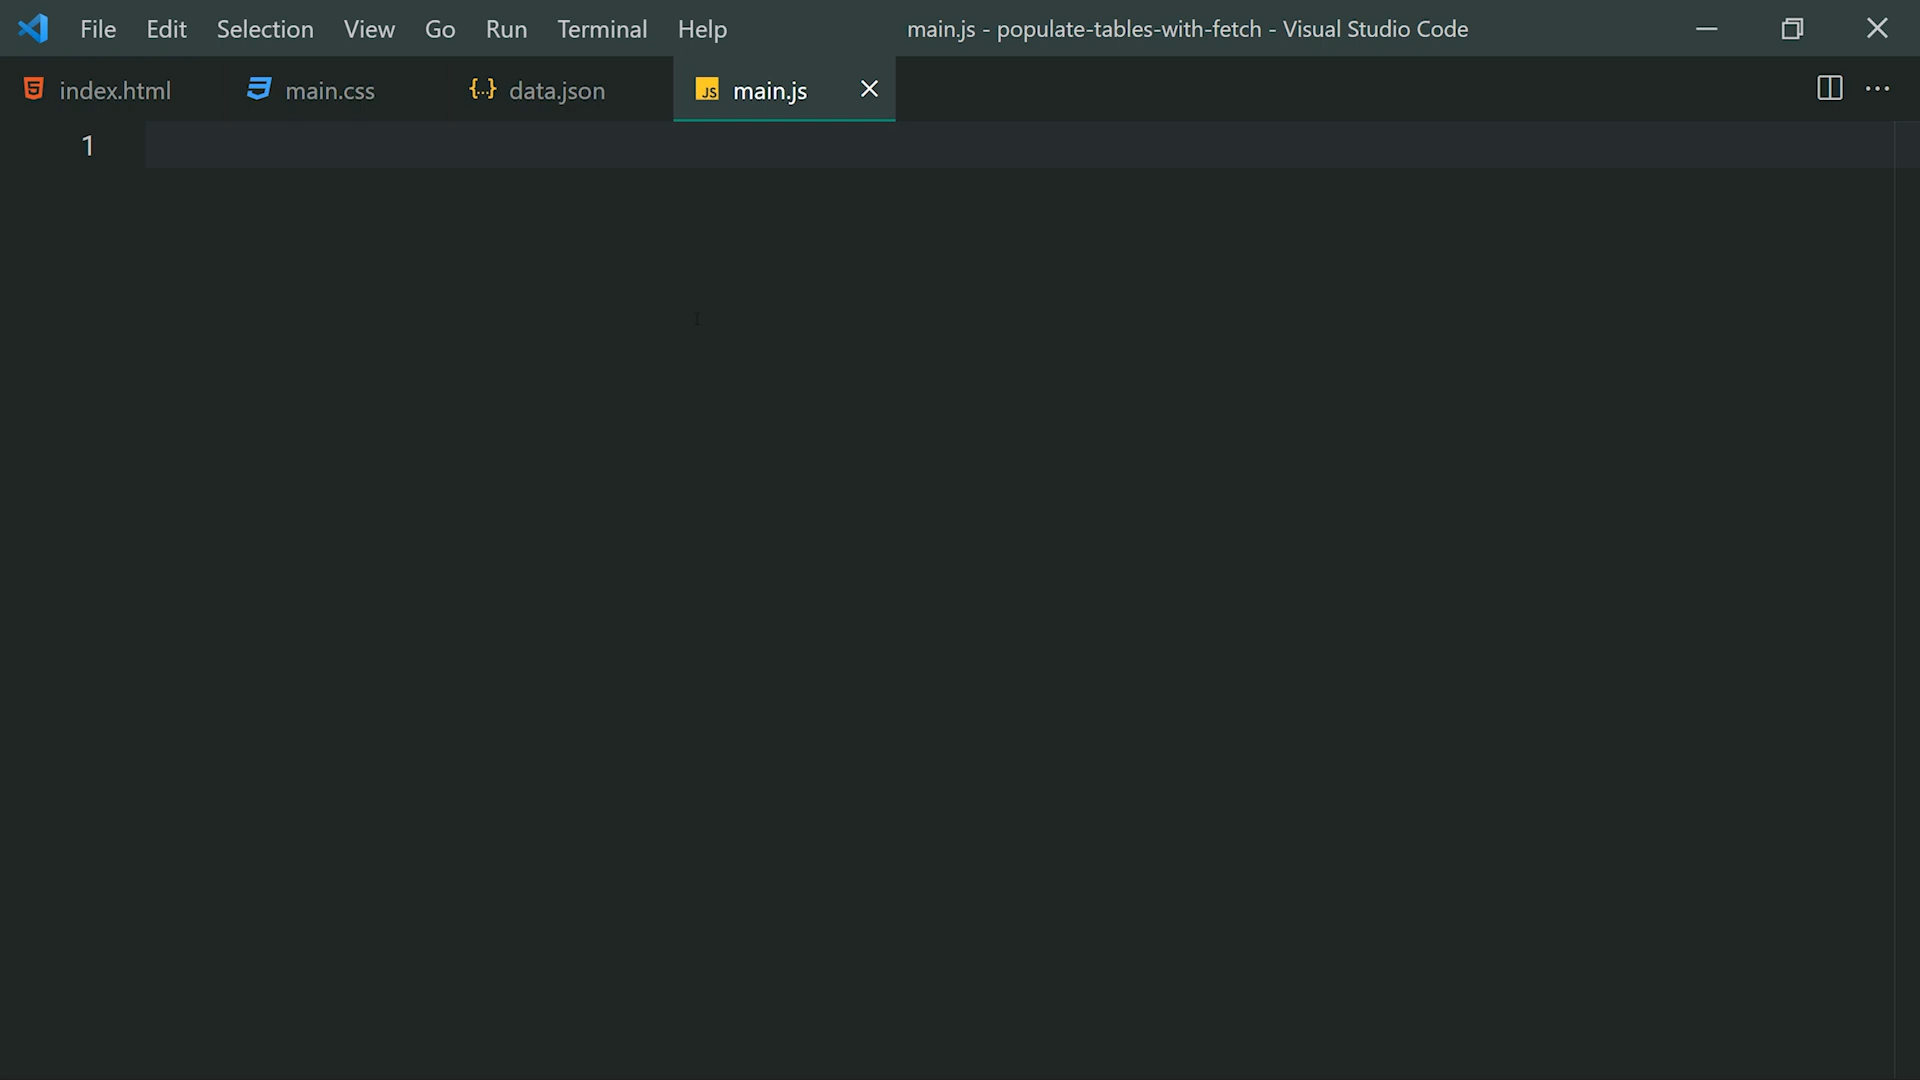 File Edit Selection View Go Run Terminal Help main.js - populate-tables-with-fetch - Visual Studio Code
index.html main.css {..} data.json JS main.js
1